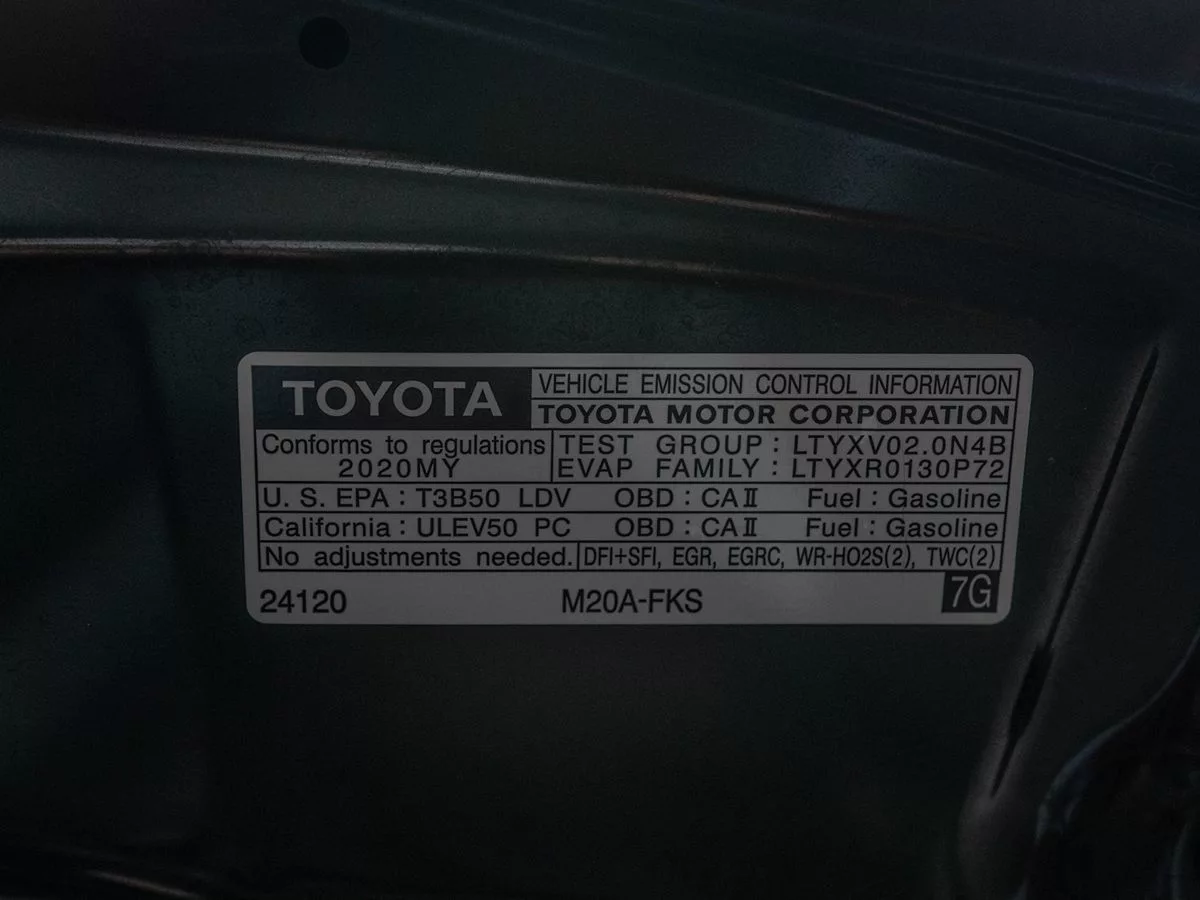 TOYOTA
VEHICLE EMISSION CONTROL INFORMATION
TOYOTA MOTOR CORPORATION
Conforms to regulations
2020MY
TEST GROUP : LTYXV02.0N4B
EVAP FAMILY : LTYXR0130P72
U. S. EPA : T3B50 LDV OBD : CAⅡ Fuel : Gasoline
California : ULEV50 PC OBD : CAⅡ Fuel : Gasoline
No adjustments needed. DFI+SFI, EGR, EGRC, WR-HO2S(2), TWC(2)
24120 M20A-FKS 7G